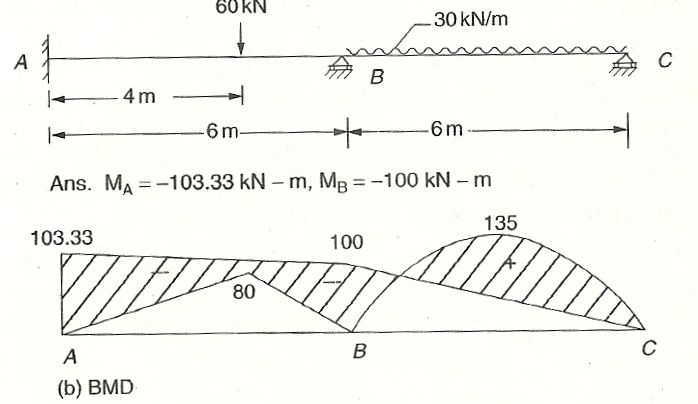 60 kN
30 kN/m
A
B
C
4 m
6 m
6 m
Ans. M_A = –103.33 kN – m, M_B = –100 kN – m
103.33
100
135
–
–
+
80
A
B
C
(b) BMD